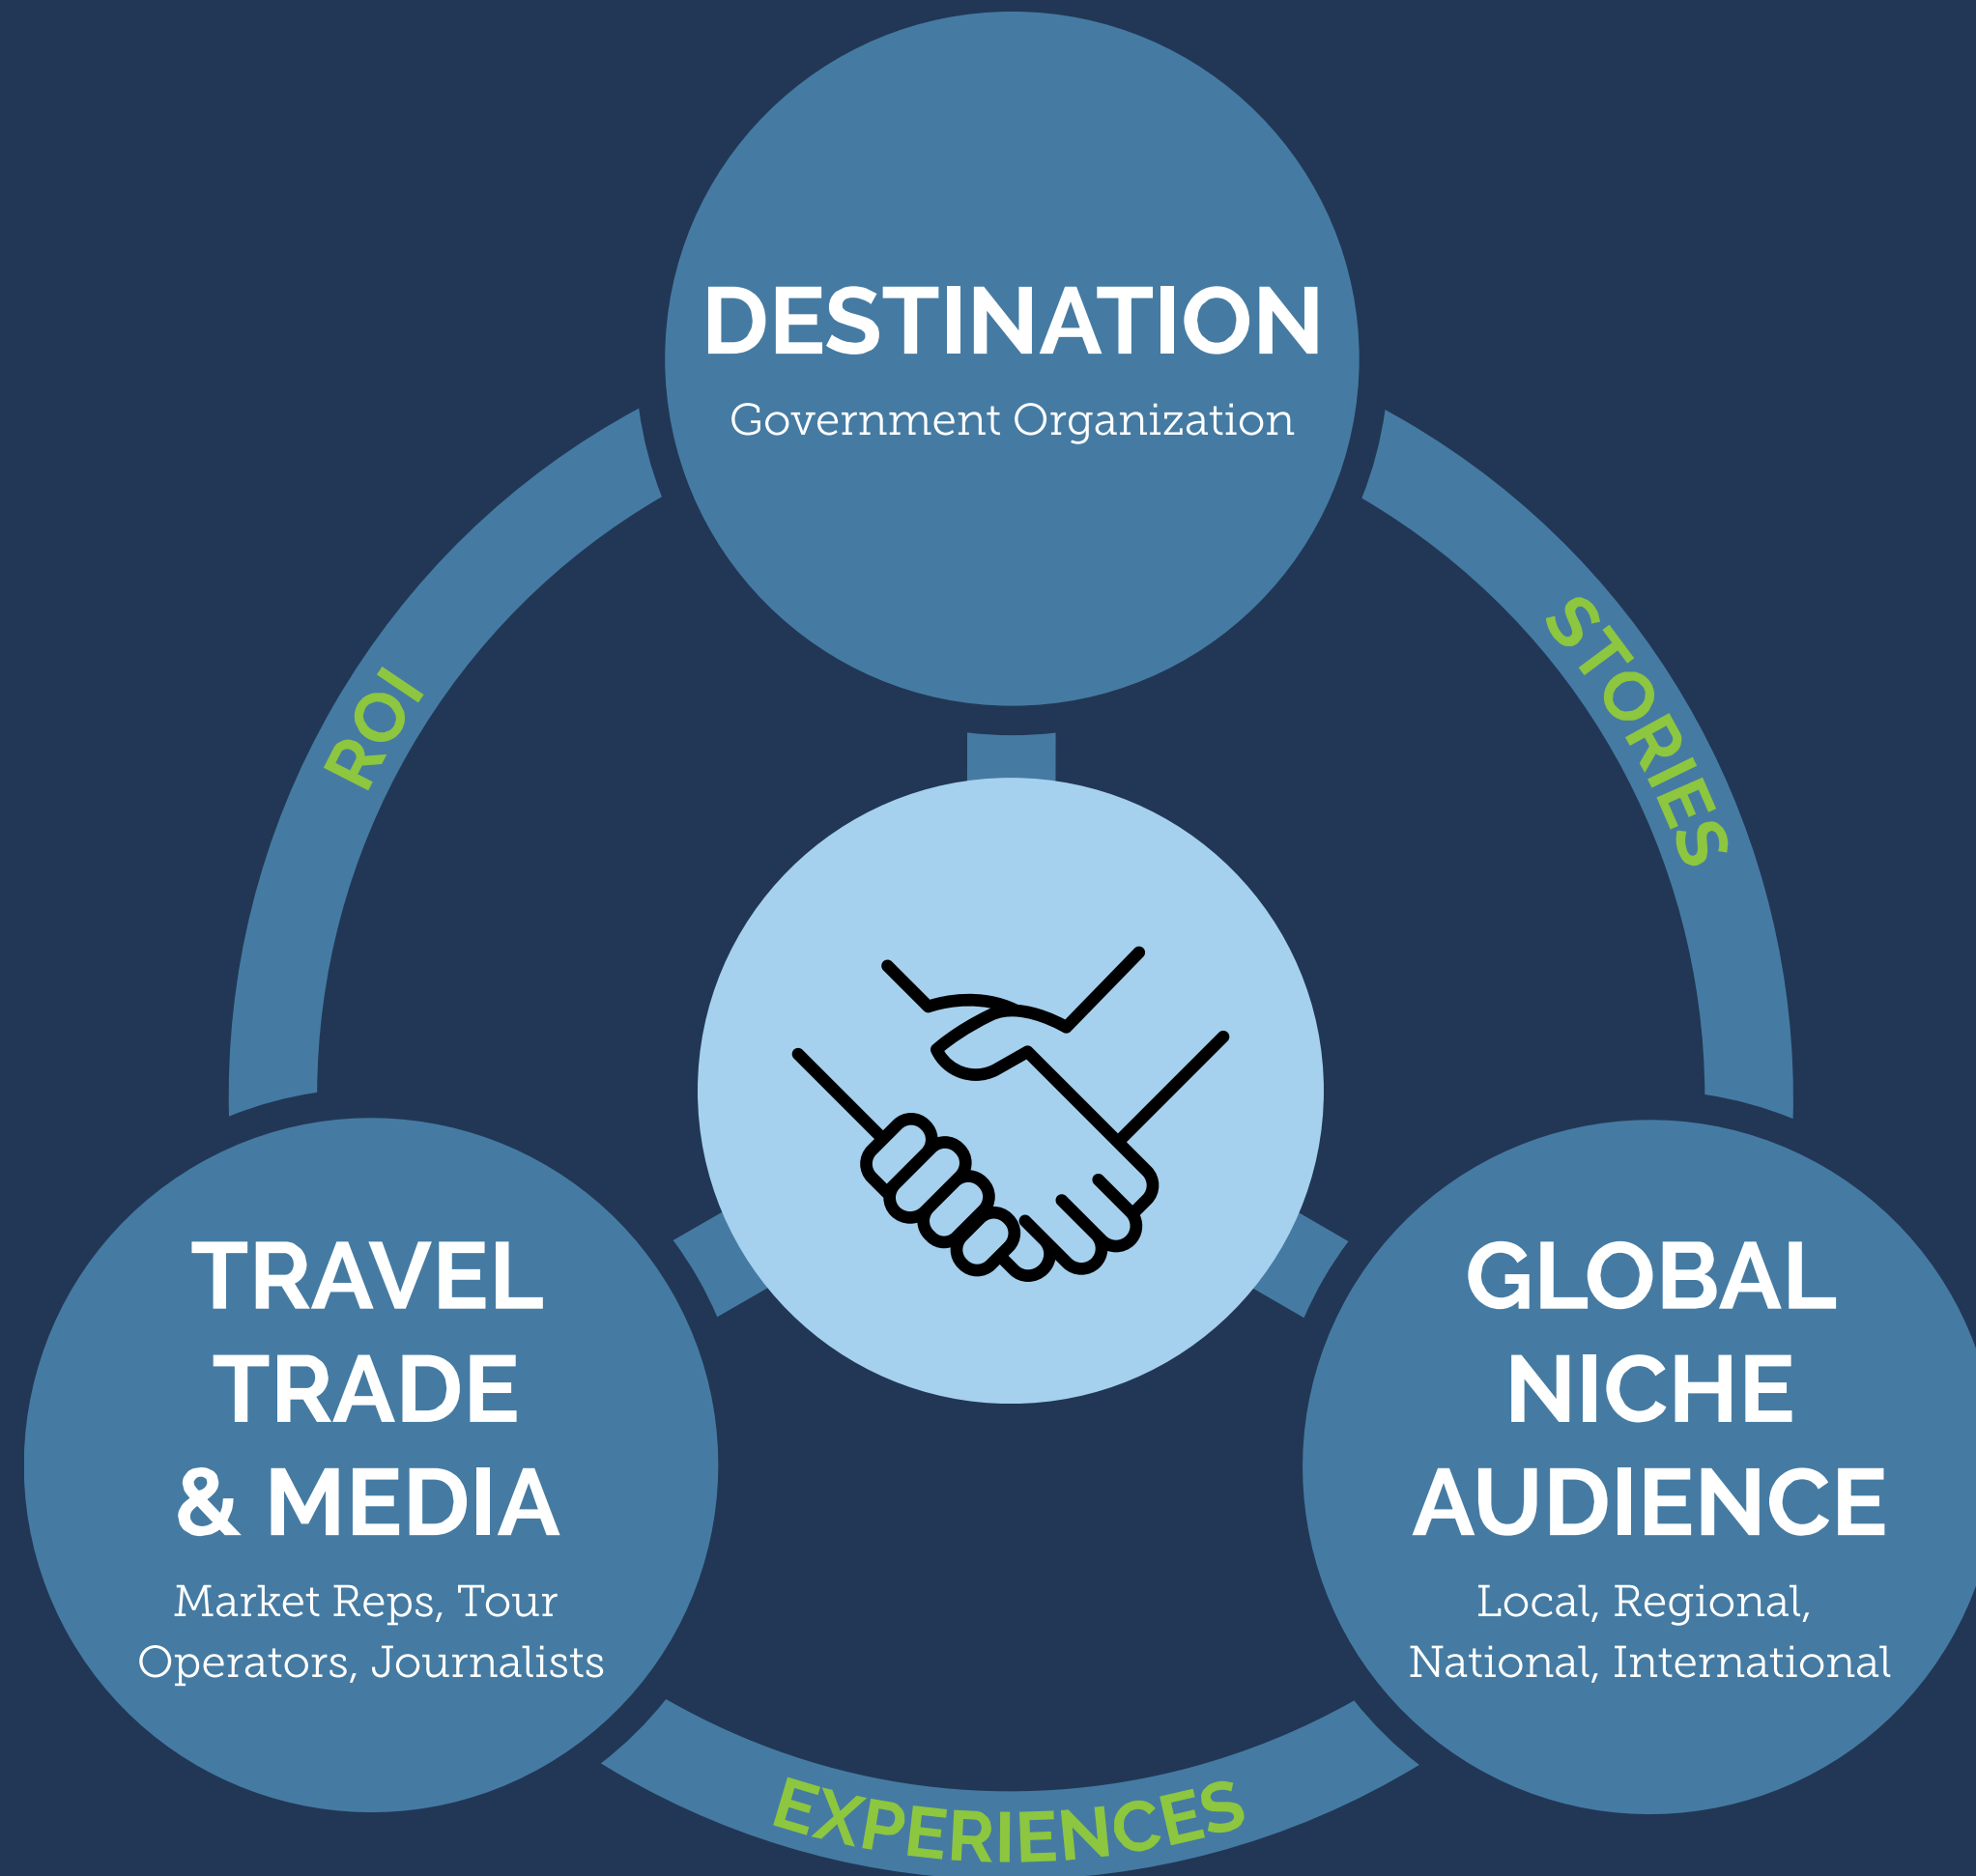 DESTINATION
Government Organization
ROI
STORIES
TRAVEL
TRADE
& MEDIA
Market Reps, Tour
Operators, Journalists
GLOBAL
NICHE
AUDIENCE
Local, Regional,
National, International
EXPERIENCES